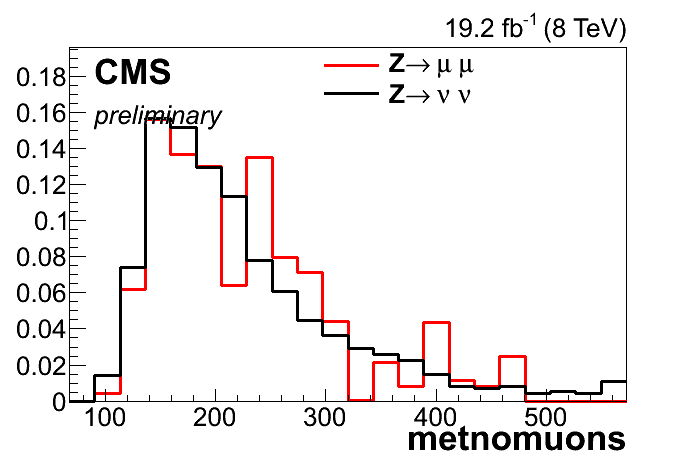 19.2 fb⁻¹ (8 TeV)
CMS
preliminary
Z→ μ μ
Z→ ν ν
0.18
0.16
0.14
0.12
0.1
0.08
0.06
0.04
0.02
0
100 200 300 400 500
metnomuons